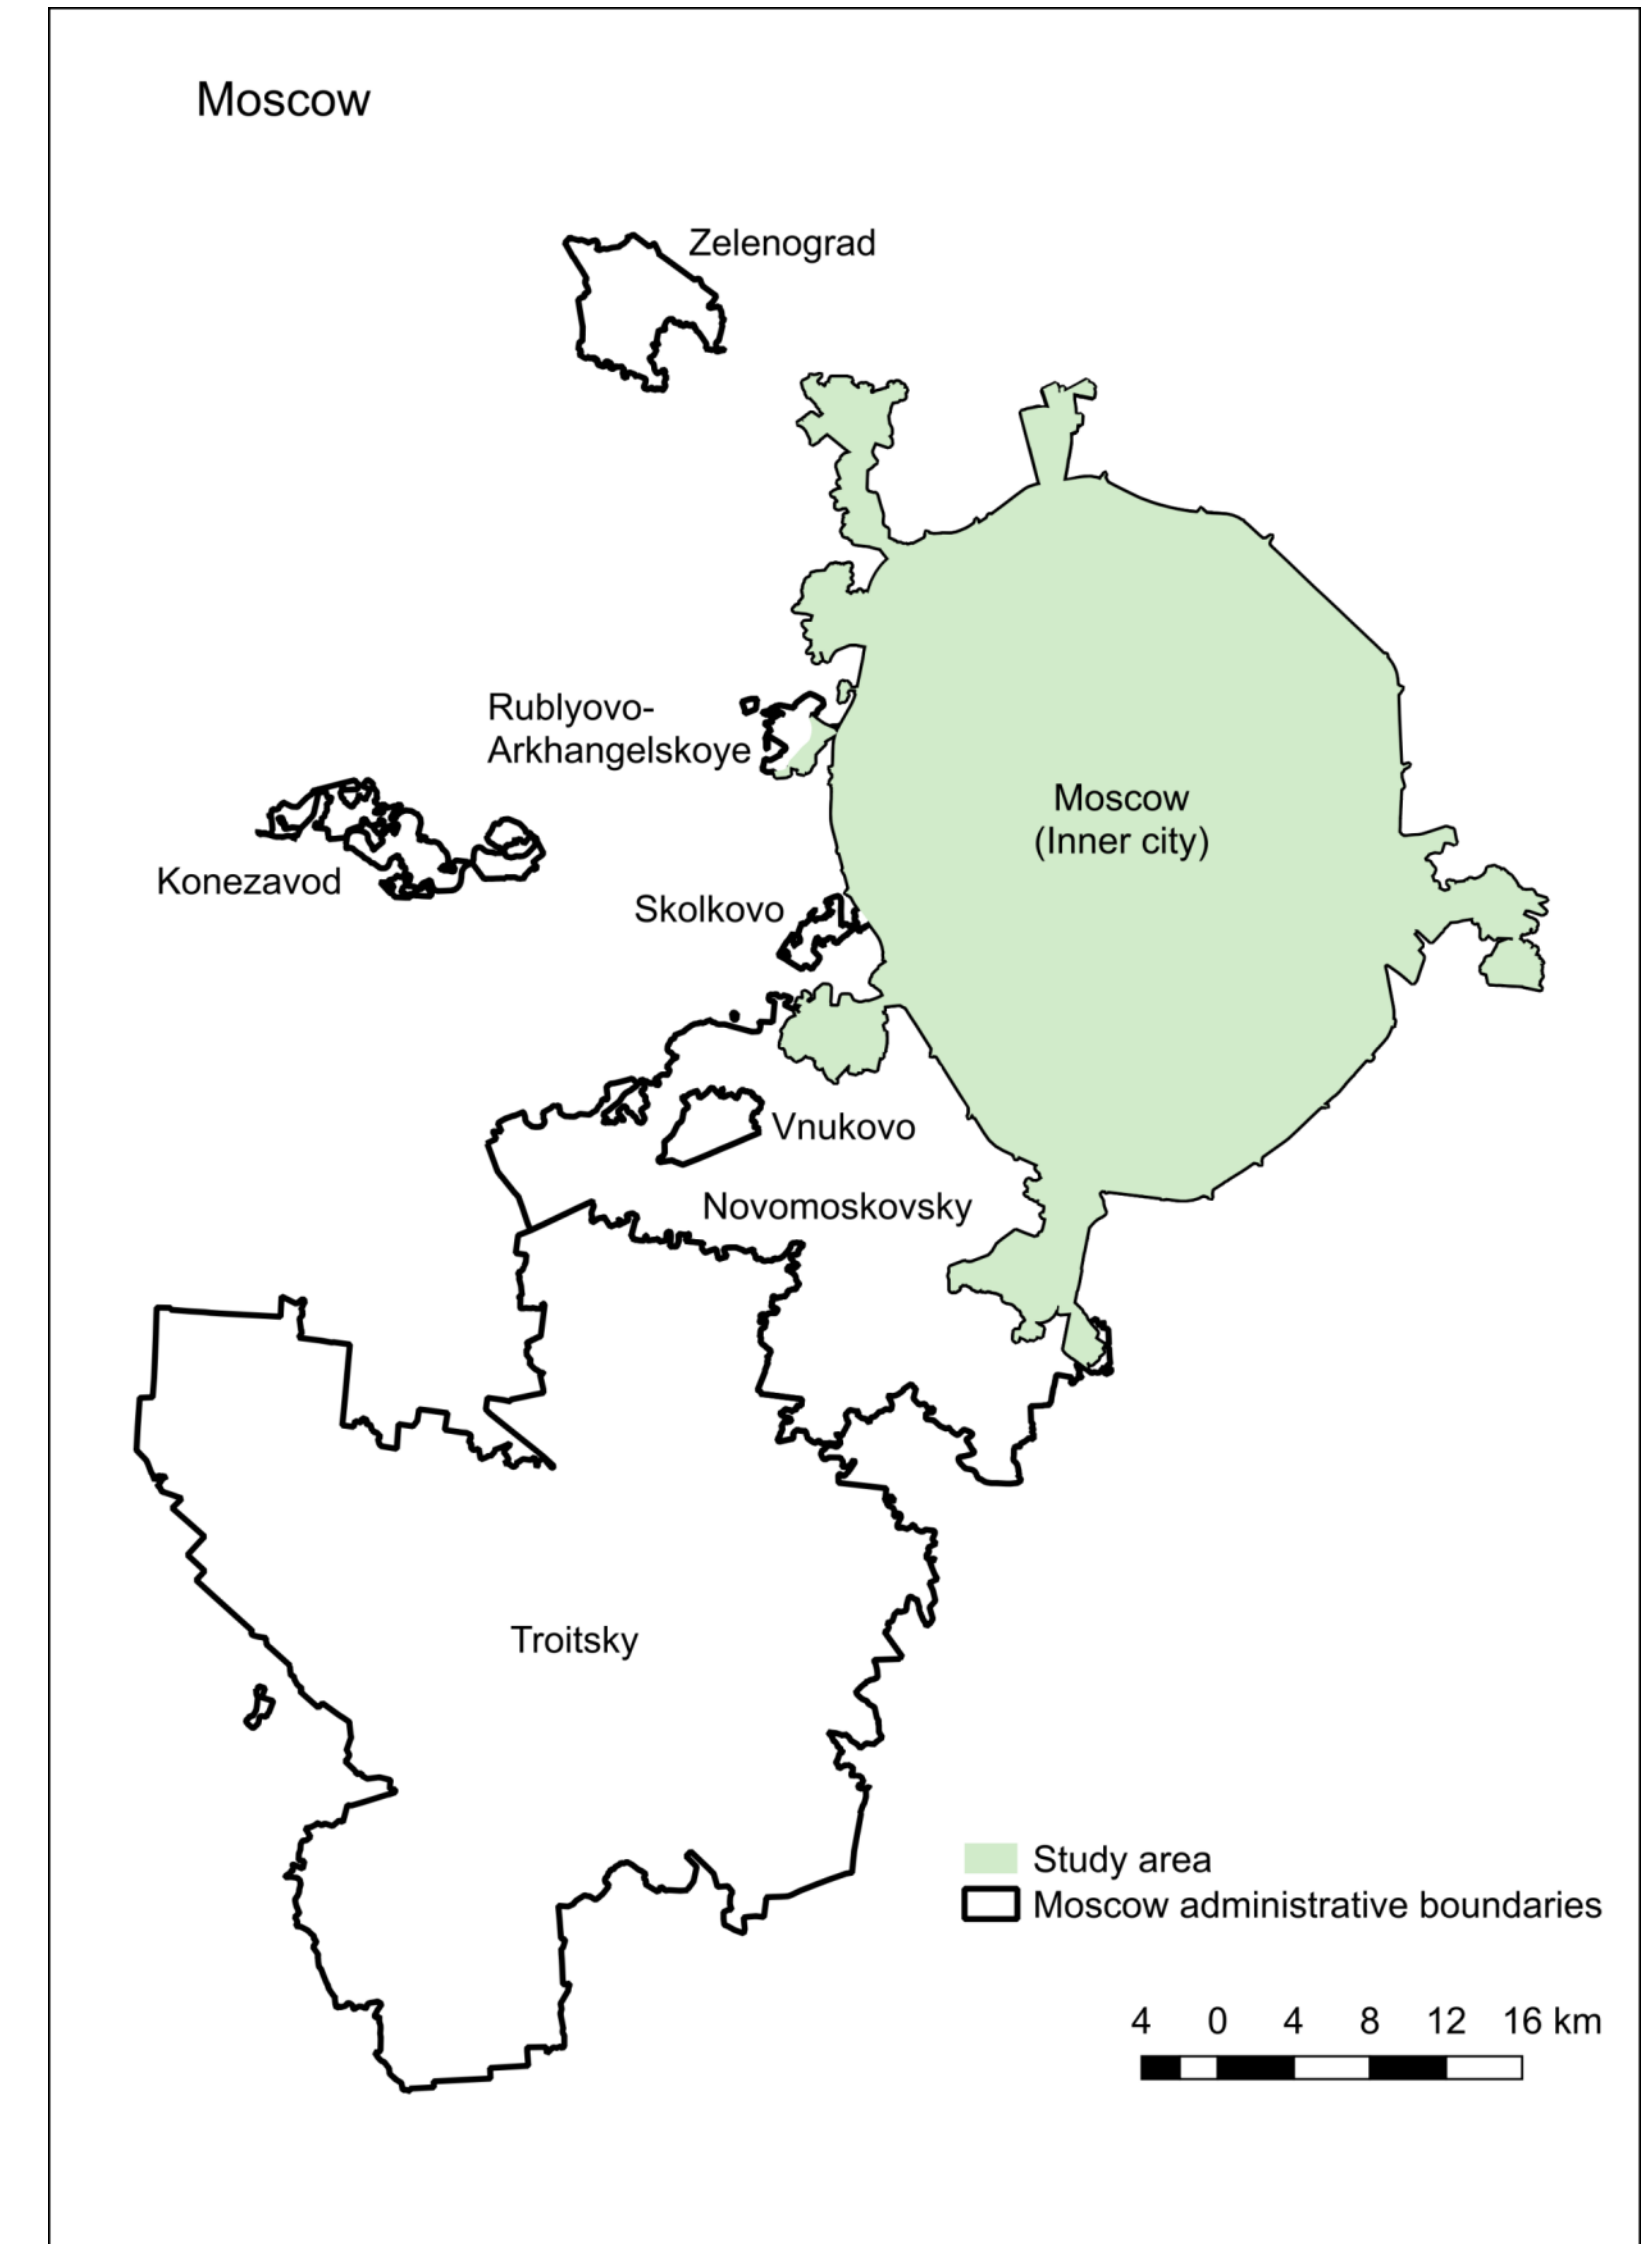 Moscow
Zelenograd
Rublyovo-
Arkhangelskoye
Moscow
(Inner city)
Konezavod
Skolkovo
Vnukovo
Novomoskovsky
Troitsky
Study area
Moscow administrative boundaries
4 0 4 8 12 16 km